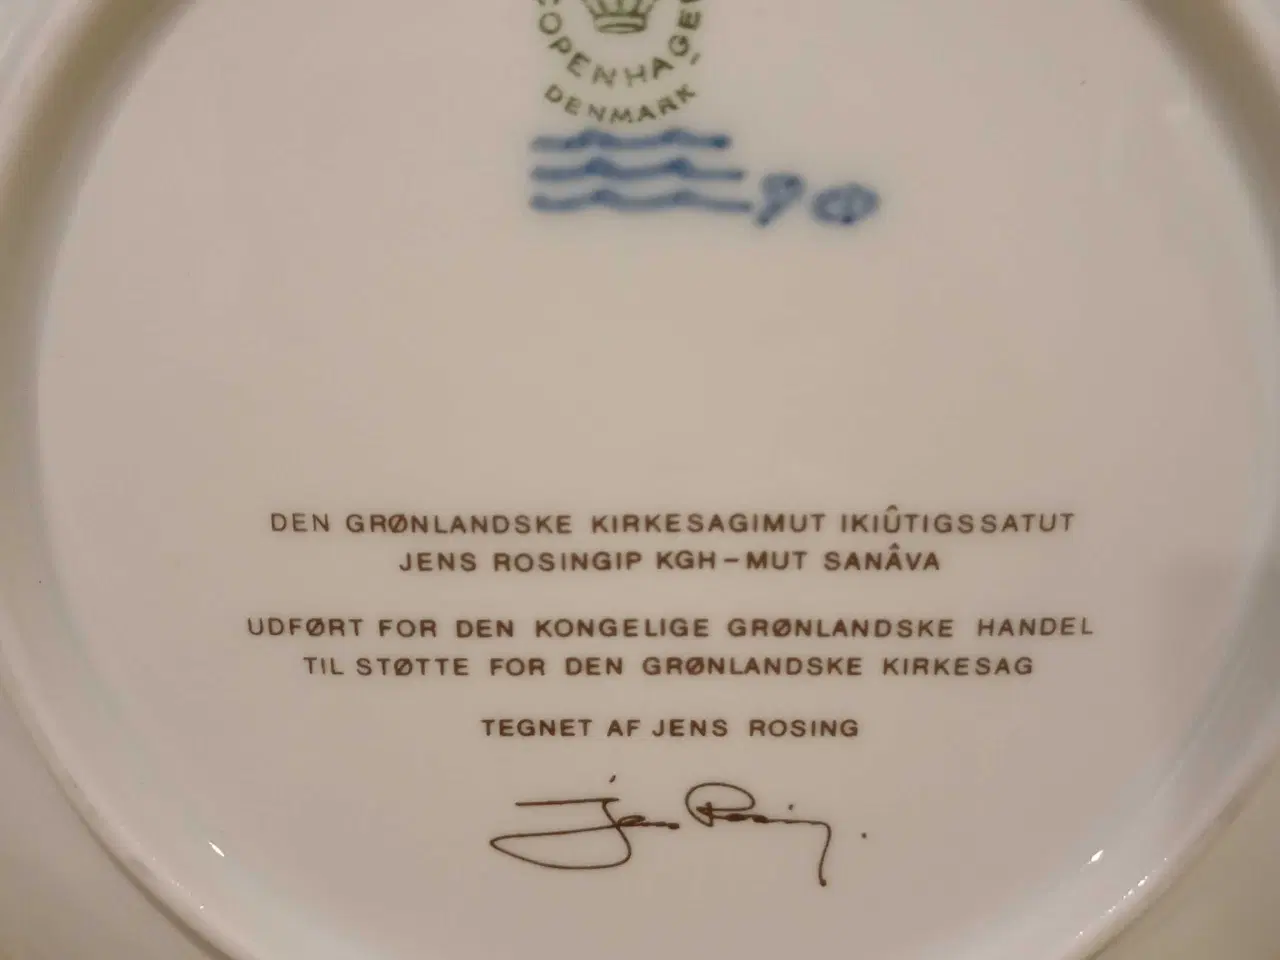 COPENHAGEN
DENMARK
DEN GRØNLANDSKE KIRKESAGIMUT IKIÛTIGSSATUT
JENS ROSINGIP KGH-MUT SANÂVA
UDFØRT FOR DEN KONGELIGE GRØNLANDSKE HANDEL
TIL STØTTE FOR DEN GRØNLANDSKE KIRKESAG
TEGNET AF JENS ROSING
Jens Rosing.